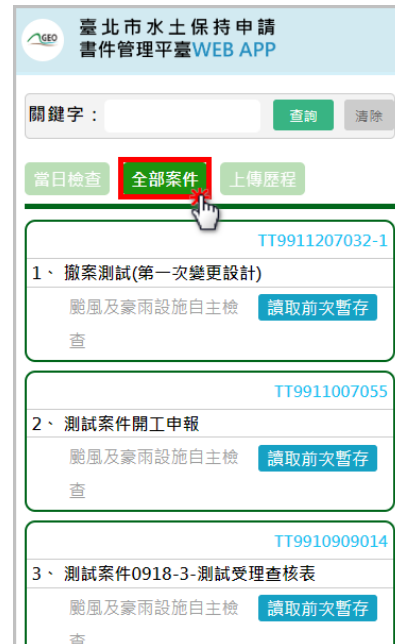 GEO
臺北市水土保持申請
書件管理平臺WEB APP
關鍵字：
查詢
清除
當日檢查
全部案件
上傳歷程
TT9911207032-1
1、 撤案測試(第一次變更設計)
颱風及豪雨設施自主檢
查
讀取前次暫存
TT9911007055
2、 測試案件開工申報
颱風及豪雨設施自主檢
查
讀取前次暫存
TT9910909014
3、 測試案件0918-3-測試受理查核表
颱風及豪雨設施自主檢
查
讀取前次暫存